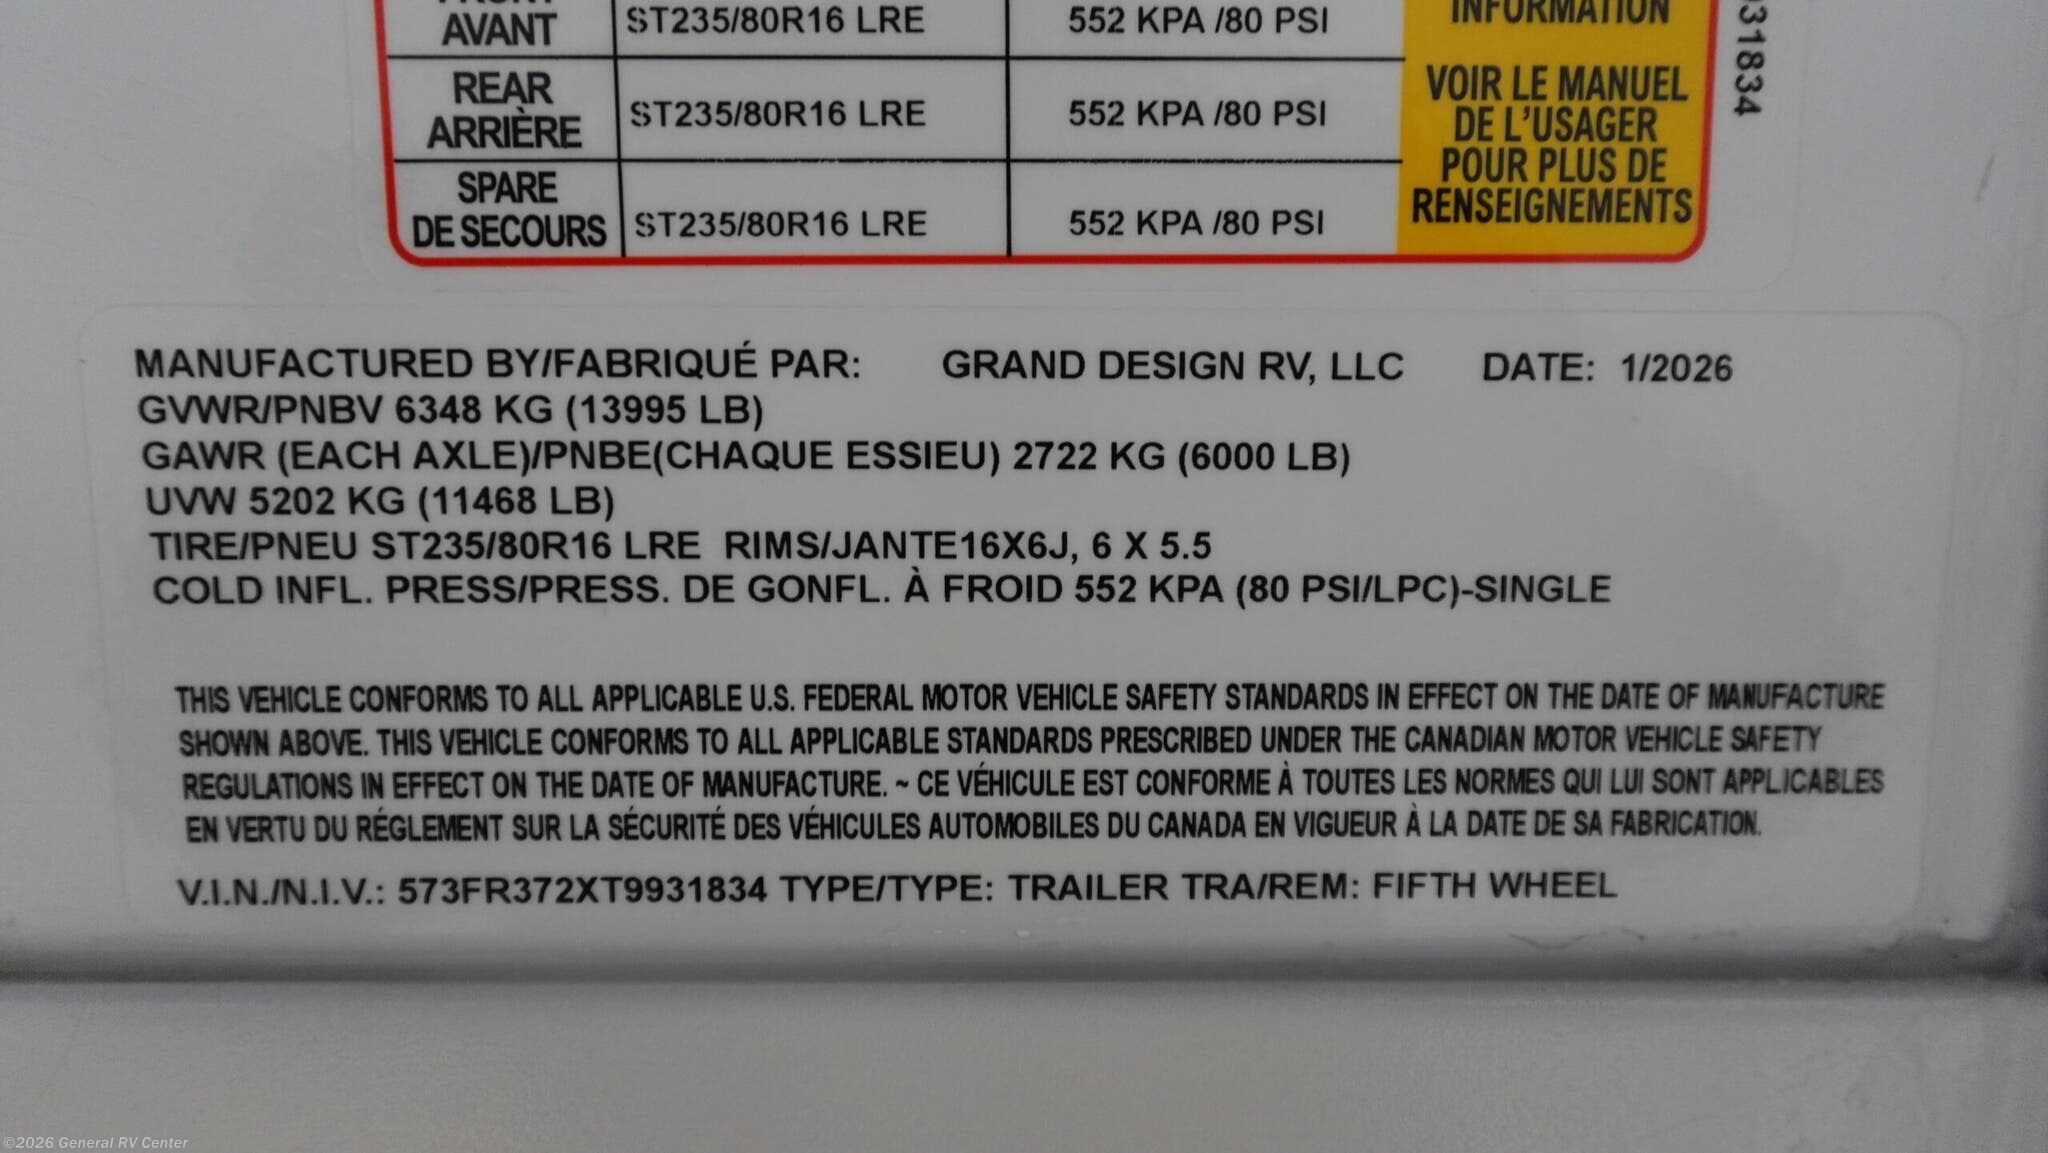 FRONT
AVANT ST235/80R16 LRE 552 KPA /80 PSI
INFORMATION
REAR
ARRIÈRE ST235/80R16 LRE 552 KPA /80 PSI
SPARE
DE SECOURS ST235/80R16 LRE 552 KPA /80 PSI
VOIR LE MANUEL
DE L'USAGER
POUR PLUS DE
RENSEIGNEMENTS
931834
MANUFACTURED BY/FABRIQUÉ PAR: GRAND DESIGN RV, LLC DATE: 1/2026
GVWR/PNBV 6348 KG (13995 LB)
GAWR (EACH AXLE)/PNBE(CHAQUE ESSIEU) 2722 KG (6000 LB)
UVW 5202 KG (11468 LB)
TIRE/PNEU ST235/80R16 LRE RIMS/JANTE16X6J, 6 X 5.5
COLD INFL. PRESS/PRESS. DE GONFL. À FROID 552 KPA (80 PSI/LPC)-SINGLE
THIS VEHICLE CONFORMS TO ALL APPLICABLE U.S. FEDERAL MOTOR VEHICLE SAFETY STANDARDS IN EFFECT ON THE DATE OF MANUFACTURE
SHOWN ABOVE. THIS VEHICLE CONFORMS TO ALL APPLICABLE STANDARDS PRESCRIBED UNDER THE CANADIAN MOTOR VEHICLE SAFETY
REGULATIONS IN EFFECT ON THE DATE OF MANUFACTURE. ~ CE VÉHICULE EST CONFORME À TOUTES LES NORMES QUI LUI SONT APPLICABLES
EN VERTU DU RÉGLEMENT SUR LA SÉCURITÉ DES VÉHICULES AUTOMOBILES DU CANADA EN VIGUEUR À LA DATE DE SA FABRICATION.
V.I.N./N.I.V.: 573FR372XT9931834 TYPE/TYPE: TRAILER TRA/REM: FIFTH WHEEL
©2026 General RV Center